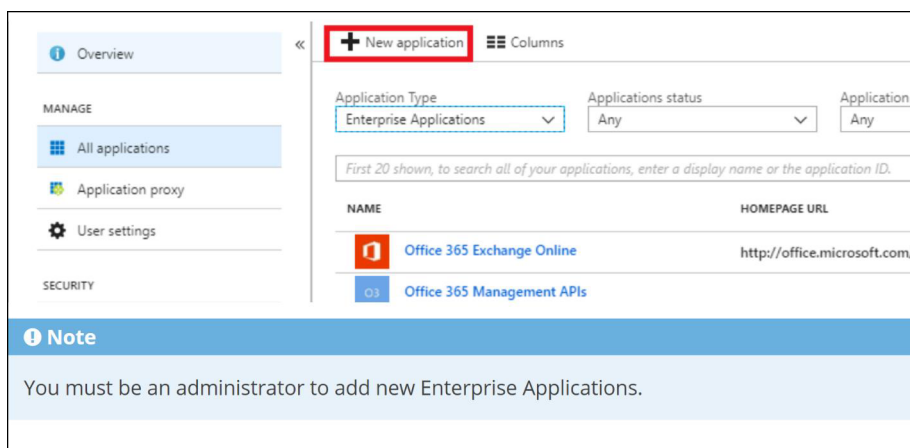 Overview
«
New application
Columns
MANAGE
All applications
Application proxy
User settings
SECURITY
Application Type
Applications status
Application
Enterprise Applications
Any
Any
First 20 shown, to search all of your applications, enter a display name or the application ID.
NAME
HOMEPAGE URL
Office 365 Exchange Online
http://office.microsoft.com,
O3
Office 365 Management APIs
Note
You must be an administrator to add new Enterprise Applications.